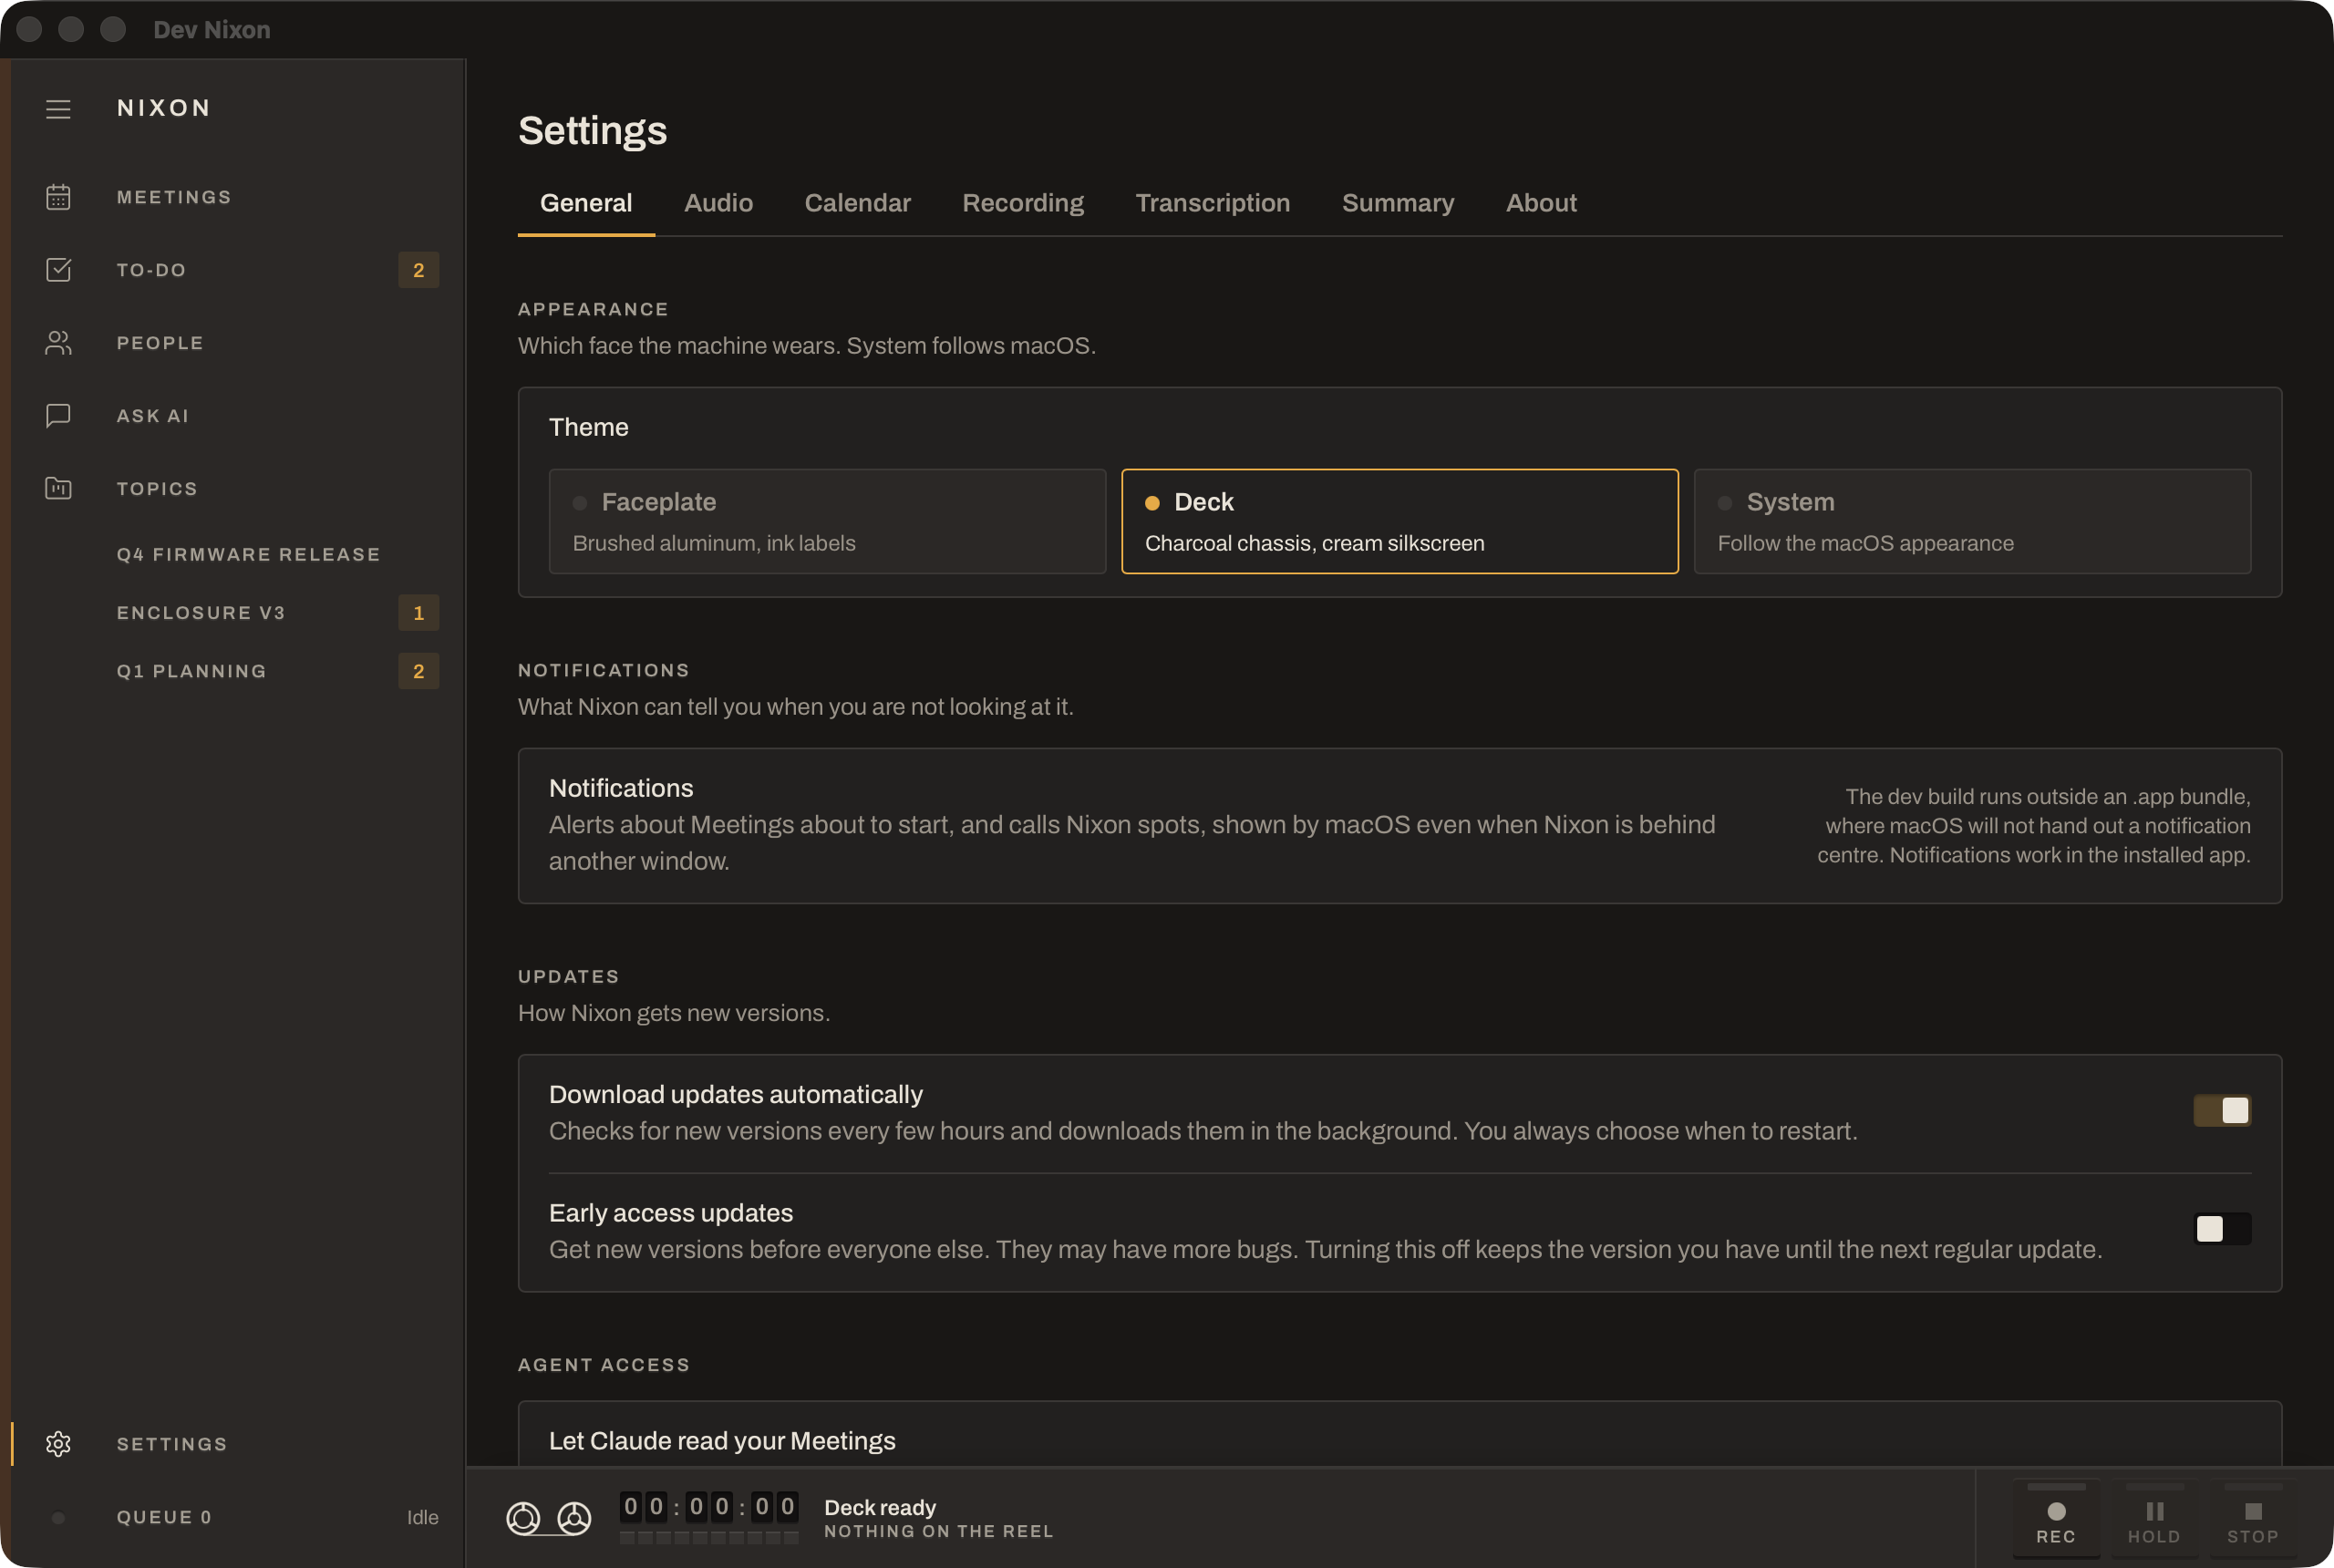 Dev Nixon
NIXON
MEETINGS
TO-DO 2
PEOPLE
ASK AI
TOPICS
Q4 FIRMWARE RELEASE
ENCLOSURE V3 1
Q1 PLANNING 2
SETTINGS
QUEUE 0 Idle
Settings
General Audio Calendar Recording Transcription Summary About
APPEARANCE
Which face the machine wears. System follows macOS.
Theme
Faceplate
Brushed aluminum, ink labels
Deck
Charcoal chassis, cream silkscreen
System
Follow the macOS appearance
NOTIFICATIONS
What Nixon can tell you when you are not looking at it.
Notifications
Alerts about Meetings about to start, and calls Nixon spots, shown by macOS even when Nixon is behind
another window.
The dev build runs outside an .app bundle,
where macOS will not hand out a notification
centre. Notifications work in the installed app.
UPDATES
How Nixon gets new versions.
Download updates automatically
Checks for new versions every few hours and downloads them in the background. You always choose when to restart.
Early access updates
Get new versions before everyone else. They may have more bugs. Turning this off keeps the version you have until the next regular update.
AGENT ACCESS
Let Claude read your Meetings
00:00:00
Deck ready
NOTHING ON THE REEL
REC HOLD STOP